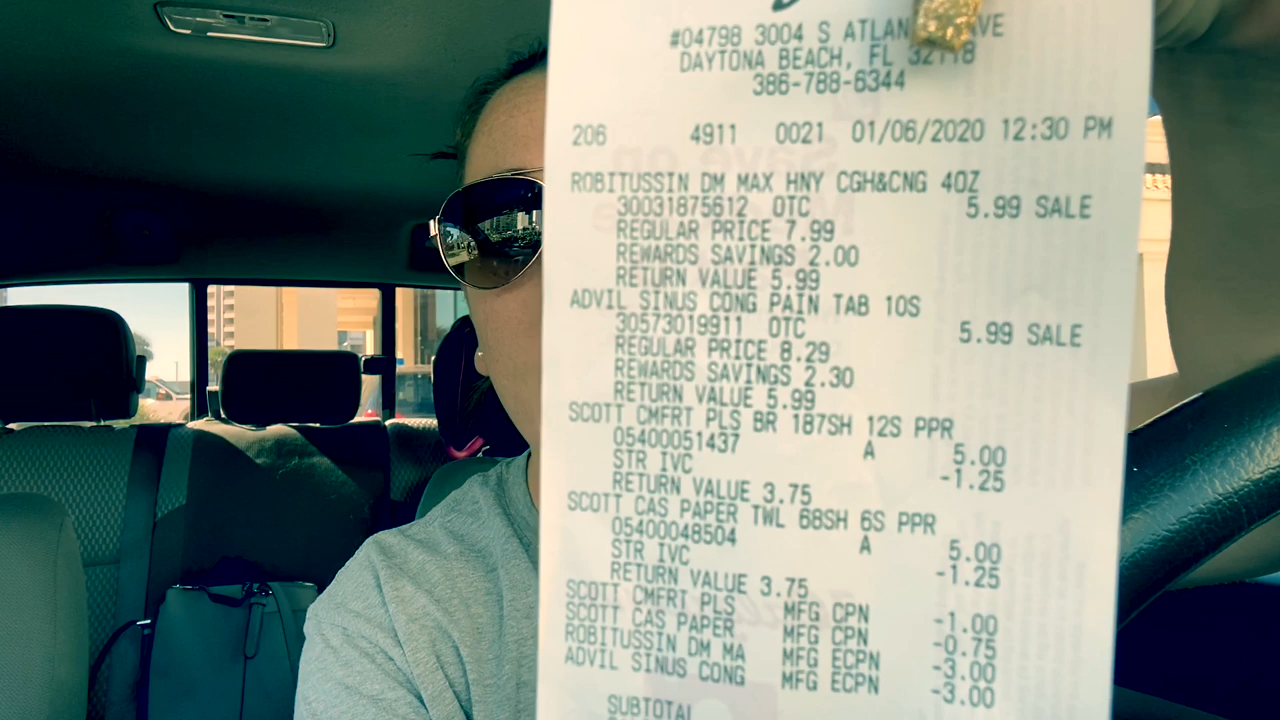 #04798 3004 S ATLAN VE
DAYTONA BEACH, FL 32118
386-788-6344
206 4911 0021 01/06/2020 12:30 PM
ROBITUSSIN DM MAX HNY CGH&CNG 4OZ
30031875612 OTC 5.99 SALE
REGULAR PRICE 7.99
REWARDS SAVINGS 2.00
RETURN VALUE 5.99
ADVIL SINUS CONG PAIN TAB 10S
30573019911 OTC 5.99 SALE
REGULAR PRICE 8.29
REWARDS SAVINGS 2.30
RETURN VALUE 5.99
SCOTT CMFRT PLS BR 187SH 12S PPR
05400051437 A 5.00
STR IVC -1.25
RETURN VALUE 3.75
SCOTT CAS PAPER TWL 68SH 6S PPR
05400048504 A 5.00
STR IVC -1.25
RETURN VALUE 3.75
SCOTT CMFRT PLS MFG CPN -1.00
SCOTT CAS PAPER MFG CPN -0.75
ROBITUSSIN DM MA MFG ECPN -3.00
ADVIL SINUS CONG MFG ECPN -3.00
SUBTOTAL